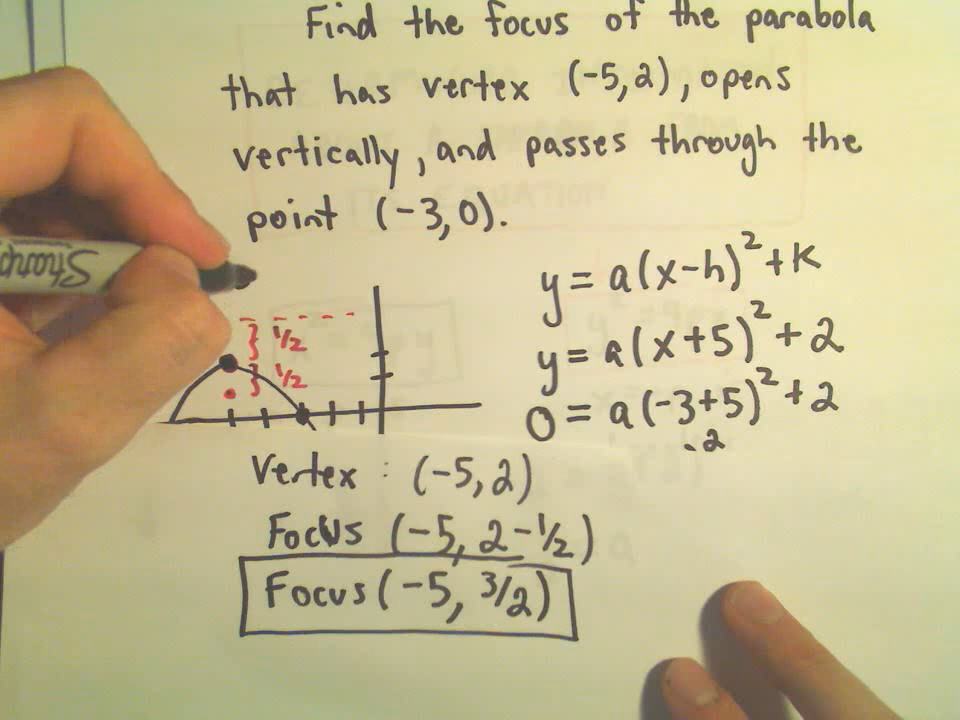 Find the focus of the parabola
that has vertex (-5,2), opens
vertically, and passes through the
point (-3,0).
y = a(x-h)²+k
y = a(x+5)²+2
0 = a(-3+5)²+2
2
Sharp
} ½
} ½
Vertex : (-5,2)
Focus (-5, 2-½)
Focus (-5, 3/2)